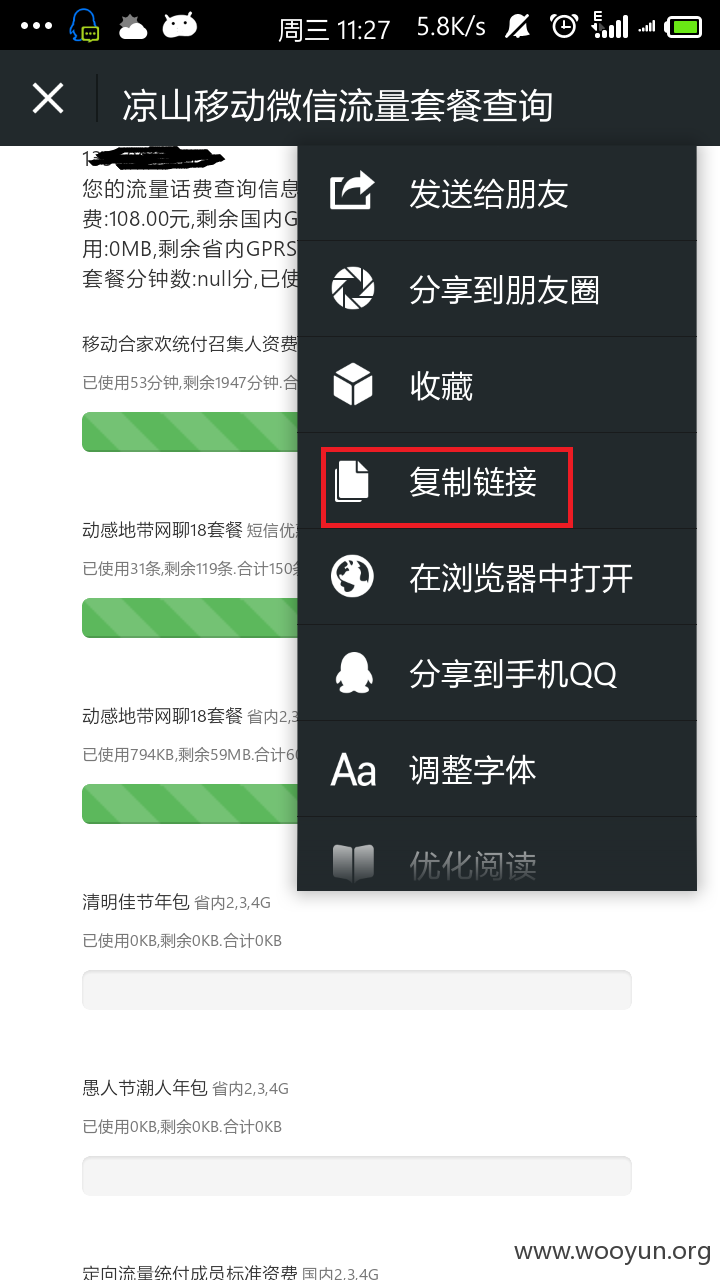 周三 11:27 5.8K/s E
凉山移动微信流量套餐查询
您的流量话费查询信息
费:108.00元,剩余国内G
用:0MB,剩余省内GPRS
套餐分钟数:null分,已使
移动合家欢统付召集人资费
已使用53分钟,剩余1947分钟.合
动感地带网聊18套餐 短信优
已使用31条,剩余119条.合计150
动感地带网聊18套餐 省内2,3
已使用794KB,剩余59MB.合计6
清明佳节年包 省内2,3,4G
已使用0KB,剩余0KB.合计0KB
愚人节潮人年包 省内2,3,4G
已使用0KB,剩余0KB.合计0KB
定向流量统付成员标准资费 国内2,3,4G
发送给朋友
分享到朋友圈
收藏
复制链接
在浏览器中打开
分享到手机QQ
Aa 调整字体
优化阅读
www.wooyun.org